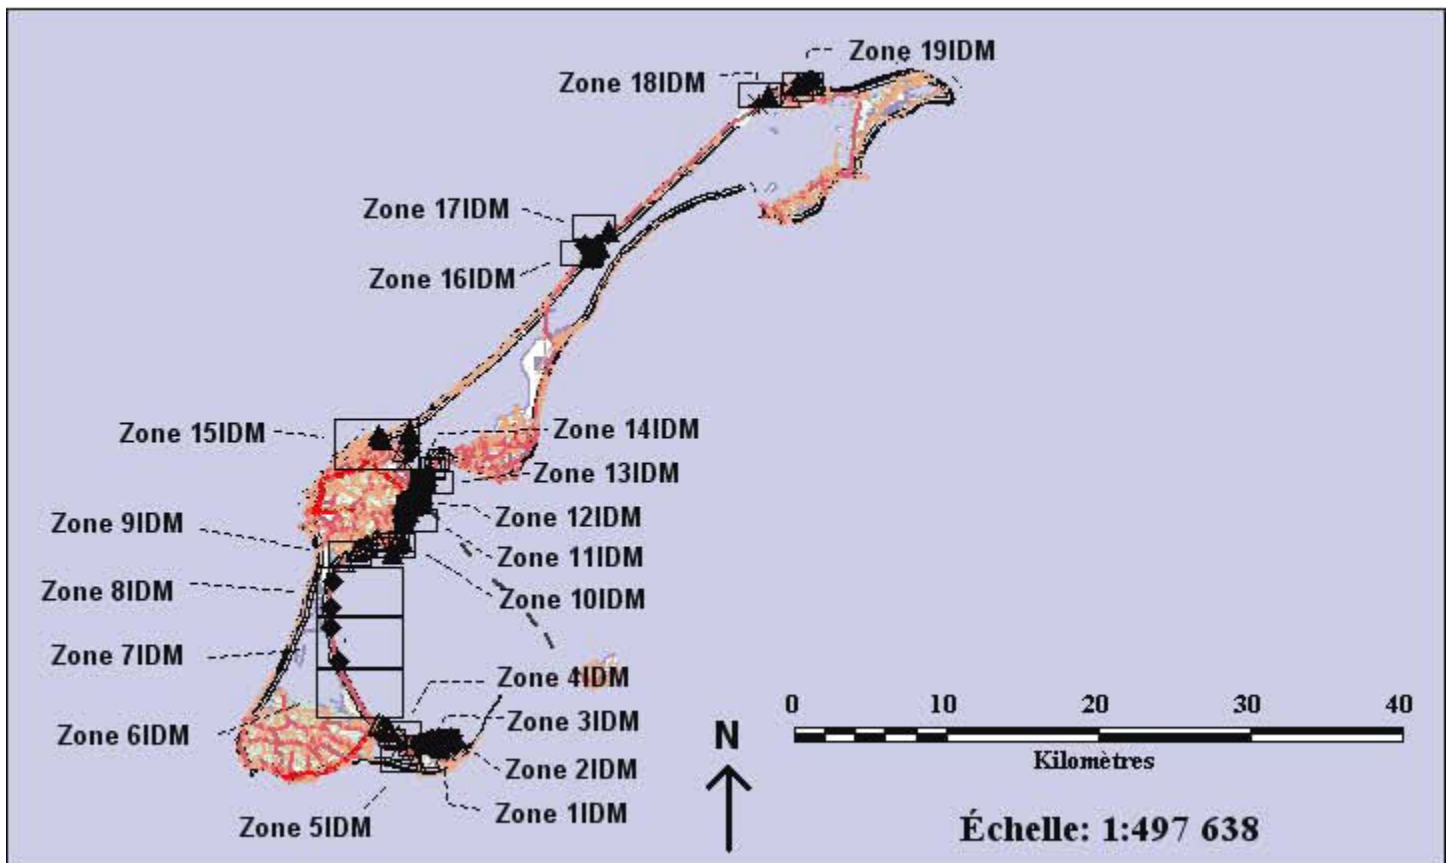 Zone 19IDM
Zone 18IDM
Zone 17IDM
Zone 16IDM
Zone 15IDM
Zone 14IDM
Zone 13IDM
Zone 12IDM
Zone 9IDM
Zone 11IDM
Zone 8IDM
Zone 10IDM
Zone 7IDM
Zone 4IDM
Zone 3IDM
Zone 6IDM
Zone 2IDM
Zone 1IDM
Zone 5IDM
0 10 20 30 40
Kilomètres
N
Échelle: 1:497 638